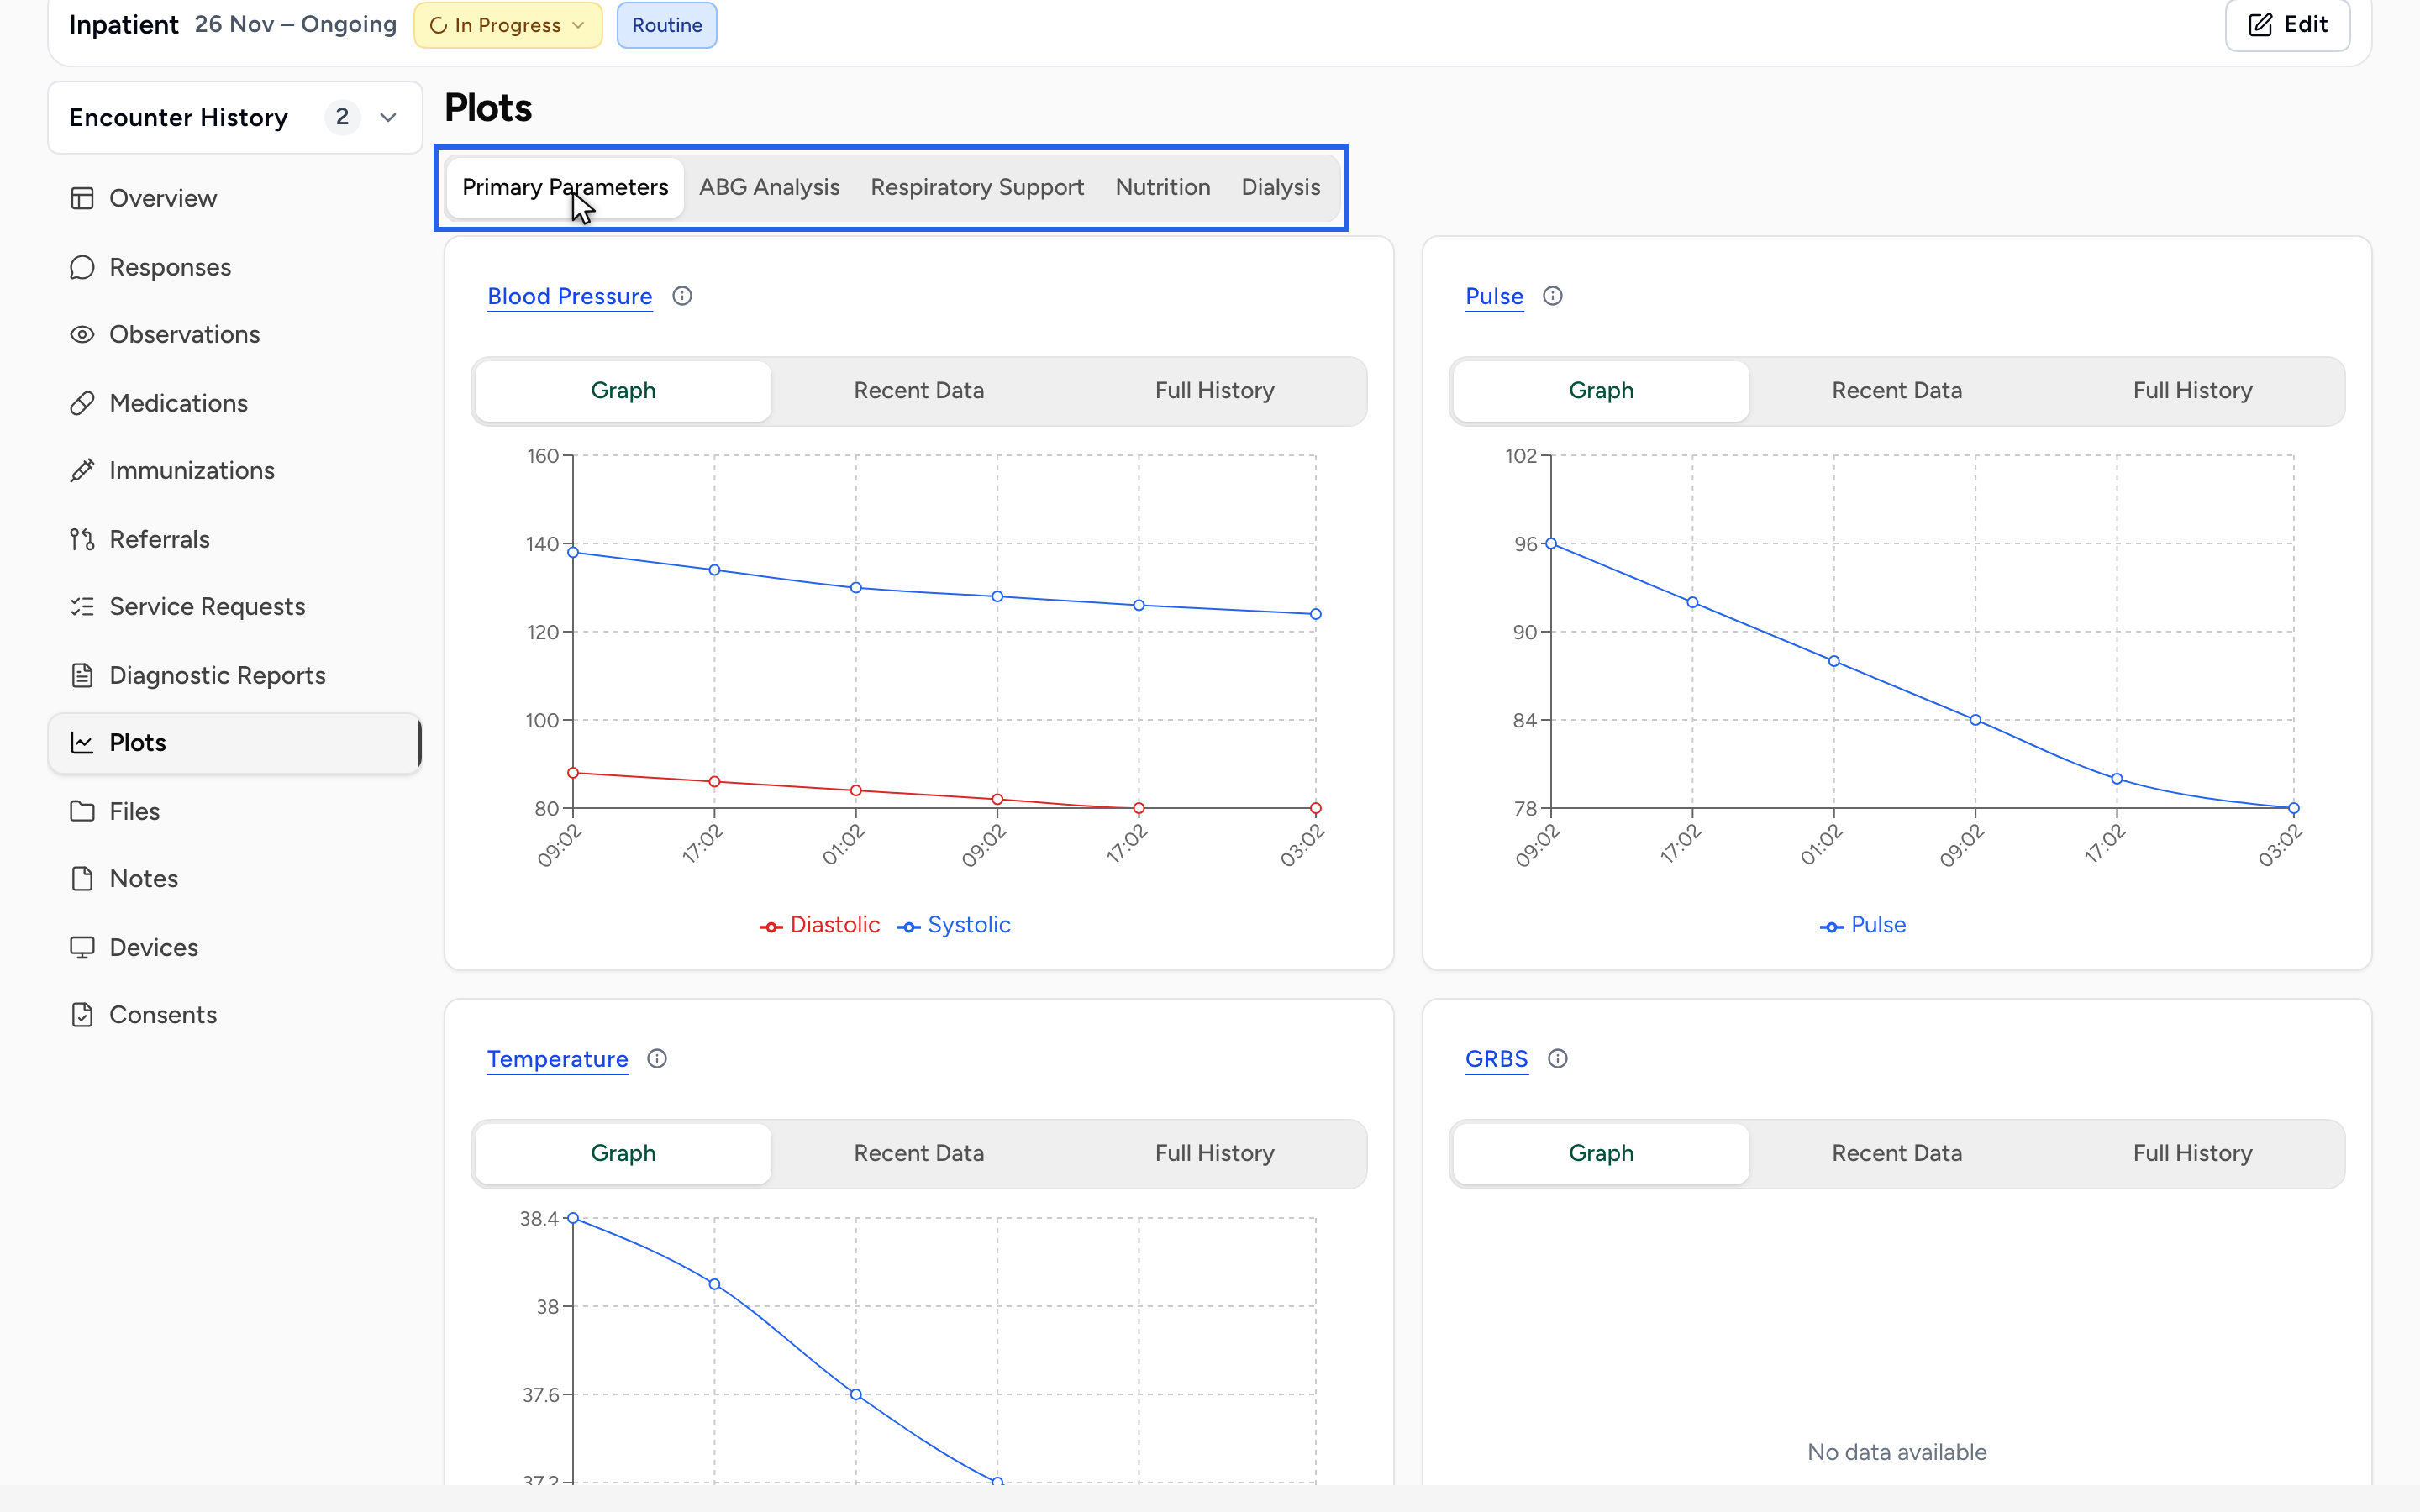 Inpatient 26 Nov – Ongoing In Progress Routine Edit
Encounter History 2
Overview
Responses
Observations
Medications
Immunizations
Referrals
Service Requests
Diagnostic Reports
Plots
Files
Notes
Devices
Consents
Plots
Primary Parameters ABG Analysis Respiratory Support Nutrition Dialysis
Blood Pressure
Graph Recent Data Full History
160
140
120
100
80
09:02 17:02 01:02 09:02 17:02 03:02
Diastolic Systolic
Pulse
Graph Recent Data Full History
102
96
90
84
78
09:02 17:02 01:02 09:02 17:02 03:02
Pulse
Temperature
Graph Recent Data Full History
38.4
38
37.6
37.2
GRBS
Graph Recent Data Full History
No data available